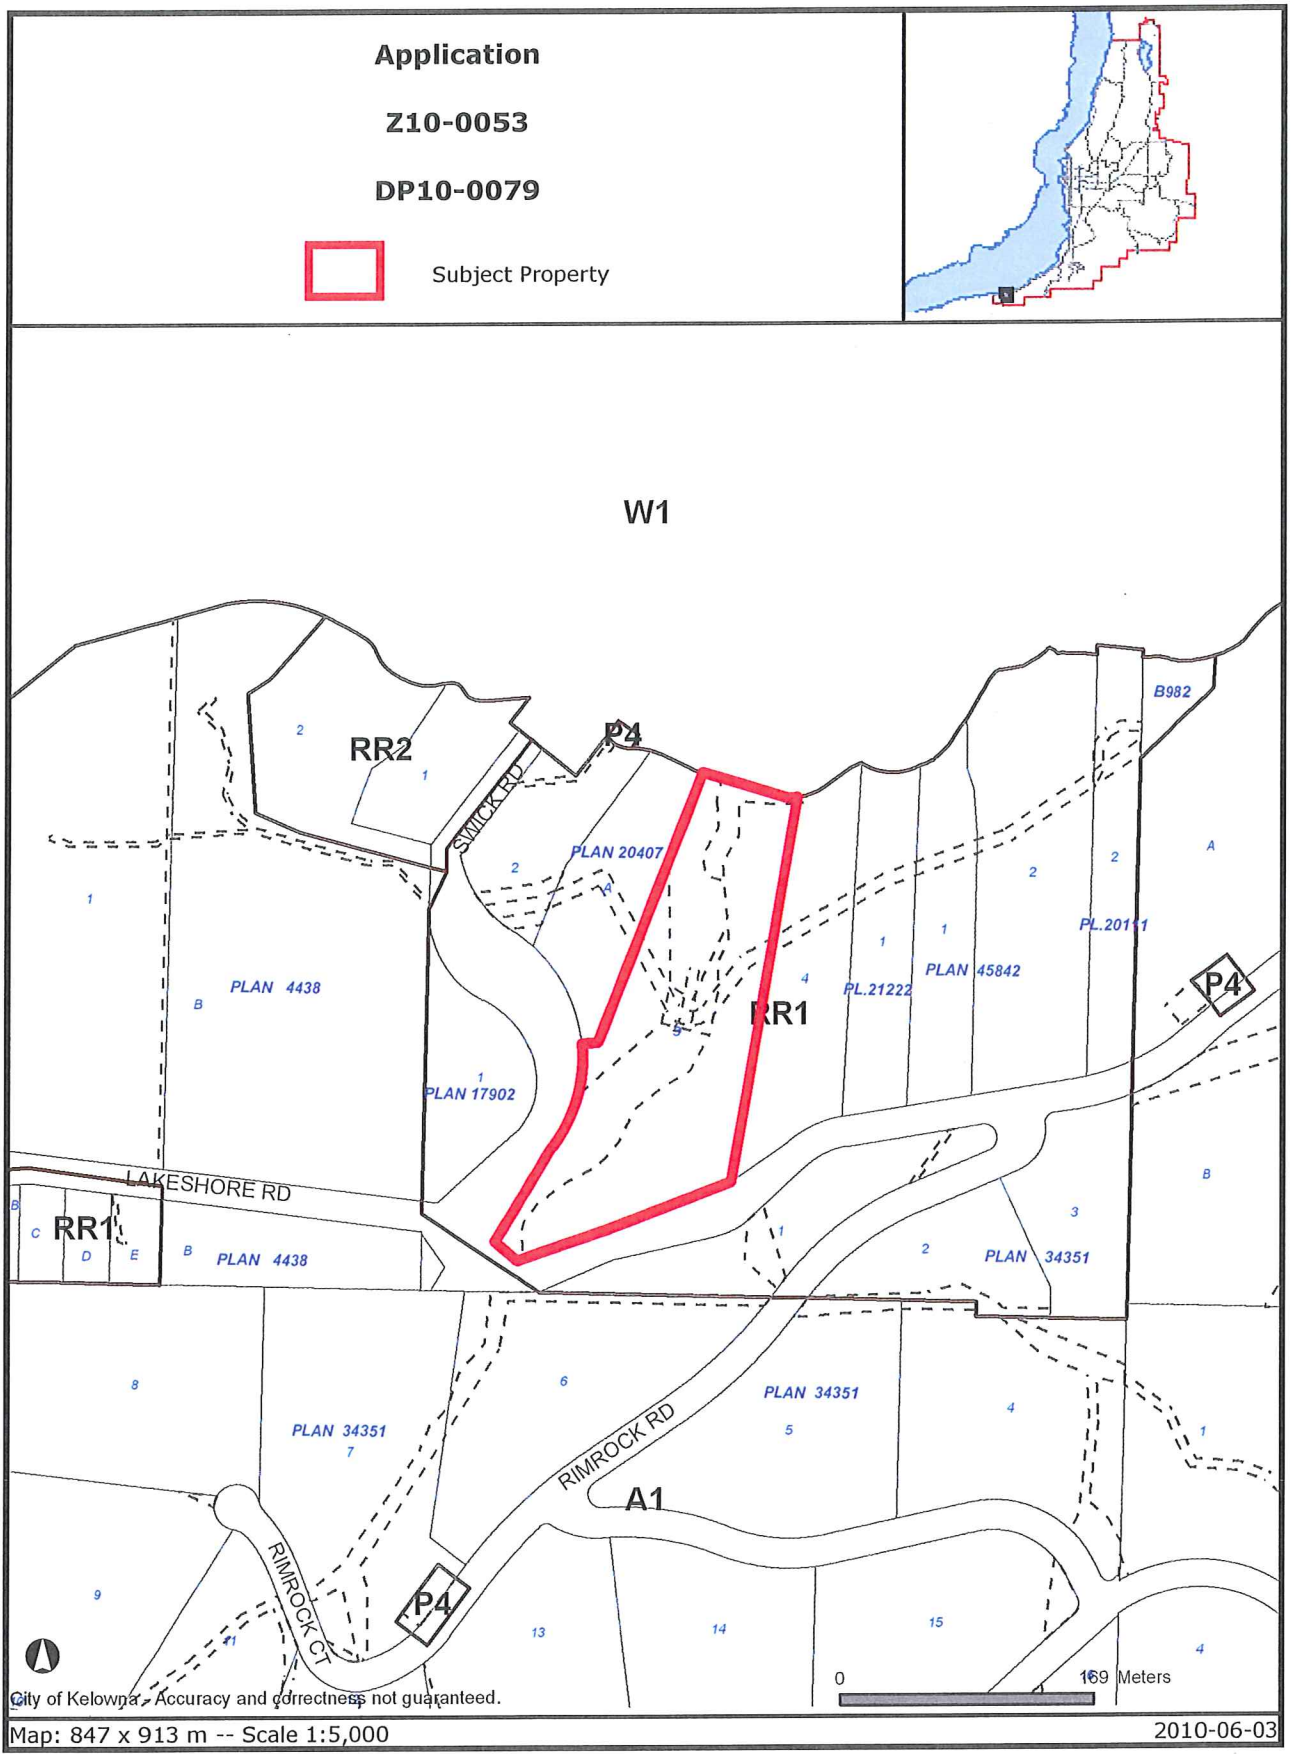 Application
Z10-0053
DP10-0079
Subject Property
W1
B982
P4
2
RR2
1
SWICK RD
PLAN 20407
2
A
2
2
A
1
PL.20111
1
1
PLAN 4438
B
4
PL.21222
PLAN 45842
P4
RR1
1
PLAN 17902
LAKESHORE RD
B
B
C
RR1
D
E
B
PLAN 4438
1
2
3
PLAN 34351
8
6
PLAN 34351
5
4
PLAN 34351
7
1
RIMROCK RD
A1
RIMROCK CT
9
P4
11
13
14
15
4
0
169 Meters
City of Kelowna - Accuracy and correctness not guaranteed.
Map: 847 x 913 m -- Scale 1:5,000
2010-06-03